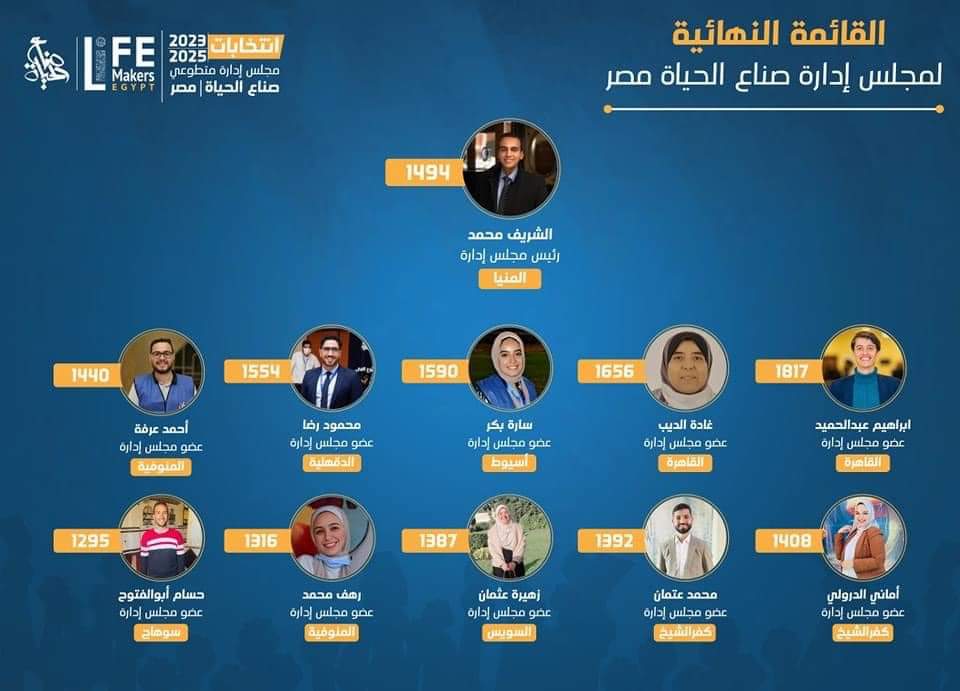 القائمة النهائية
لمجلس إدارة صناع الحياة مصر
انتخابات 2023 2025
مجلس إدارة متطوعي
صناع الحياة | مصر
LIFE
Makers
EGYPT
صناع الحياة
1494
الشريف محمد
رئيس مجلس إدارة
المنيا
1817
ابراهيم عبدالحميد
عضو مجلس إدارة
القاهرة
1656
غادة الديب
عضو مجلس إدارة
القاهرة
1590
سارة بكر
عضو مجلس إدارة
أسيوط
1554
محمود رضا
عضو مجلس إدارة
الدقهلية
1440
أحمد عرفة
عضو مجلس إدارة
المنوفية
1408
أماني الدرولي
عضو مجلس إدارة
كفرالشيخ
1392
محمد عتمان
عضو مجلس إدارة
كفرالشيخ
1387
زهيرة عثمان
عضو مجلس إدارة
السويس
1316
رهف محمد
عضو مجلس إدارة
المنوفية
1295
حسام أبوالفتوح
عضو مجلس إدارة
سوهاج